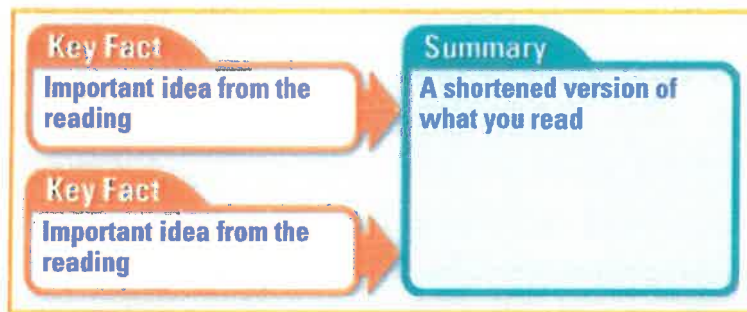 Key Fact
Important idea from the
reading
Key Fact
Important idea from the
reading
Summary
A shortened version of
what you read